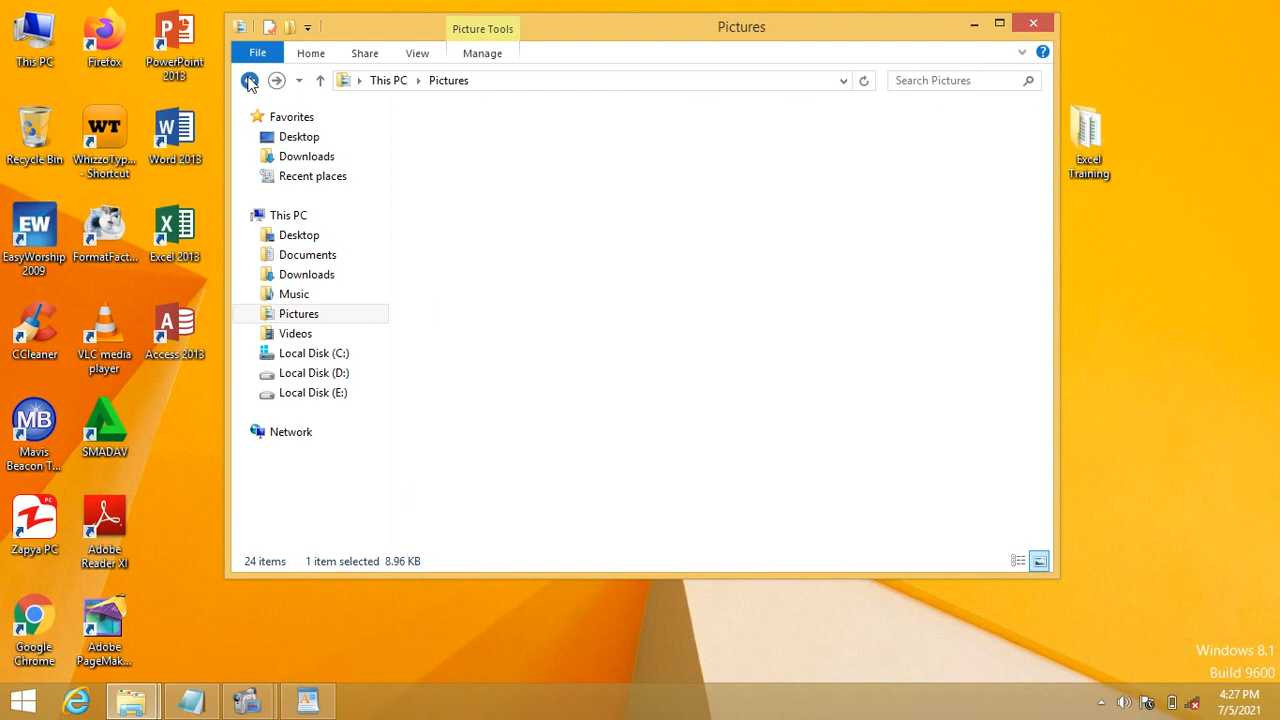 Picture Tools
Pictures
File
Home
Share
View
Manage
This PC
Pictures
Search Pictures
Favorites
Desktop
Downloads
Recent places
This PC
Desktop
Documents
Downloads
Music
Pictures
Videos
Local Disk (C:)
Local Disk (D:)
Local Disk (E:)
Network
24 items
1 item selected 8.96 KB
This PC
Firefox
PowerPoint
2013
Recycle Bin
WT
WhizzoTyp...
- Shortcut
Word 2013
EW
EasyWorship
2009
FormatFact...
Excel 2013
CCleaner
VLC media
player
Access 2013
MB
Mavis
Beacon T...
SMADAV
PC
Zapya PC
Adobe
Reader XI
Google
Chrome
Adobe
PageMak...
Excel
Training
Windows 8.1
Build 9600
4:27 PM
7/5/2021